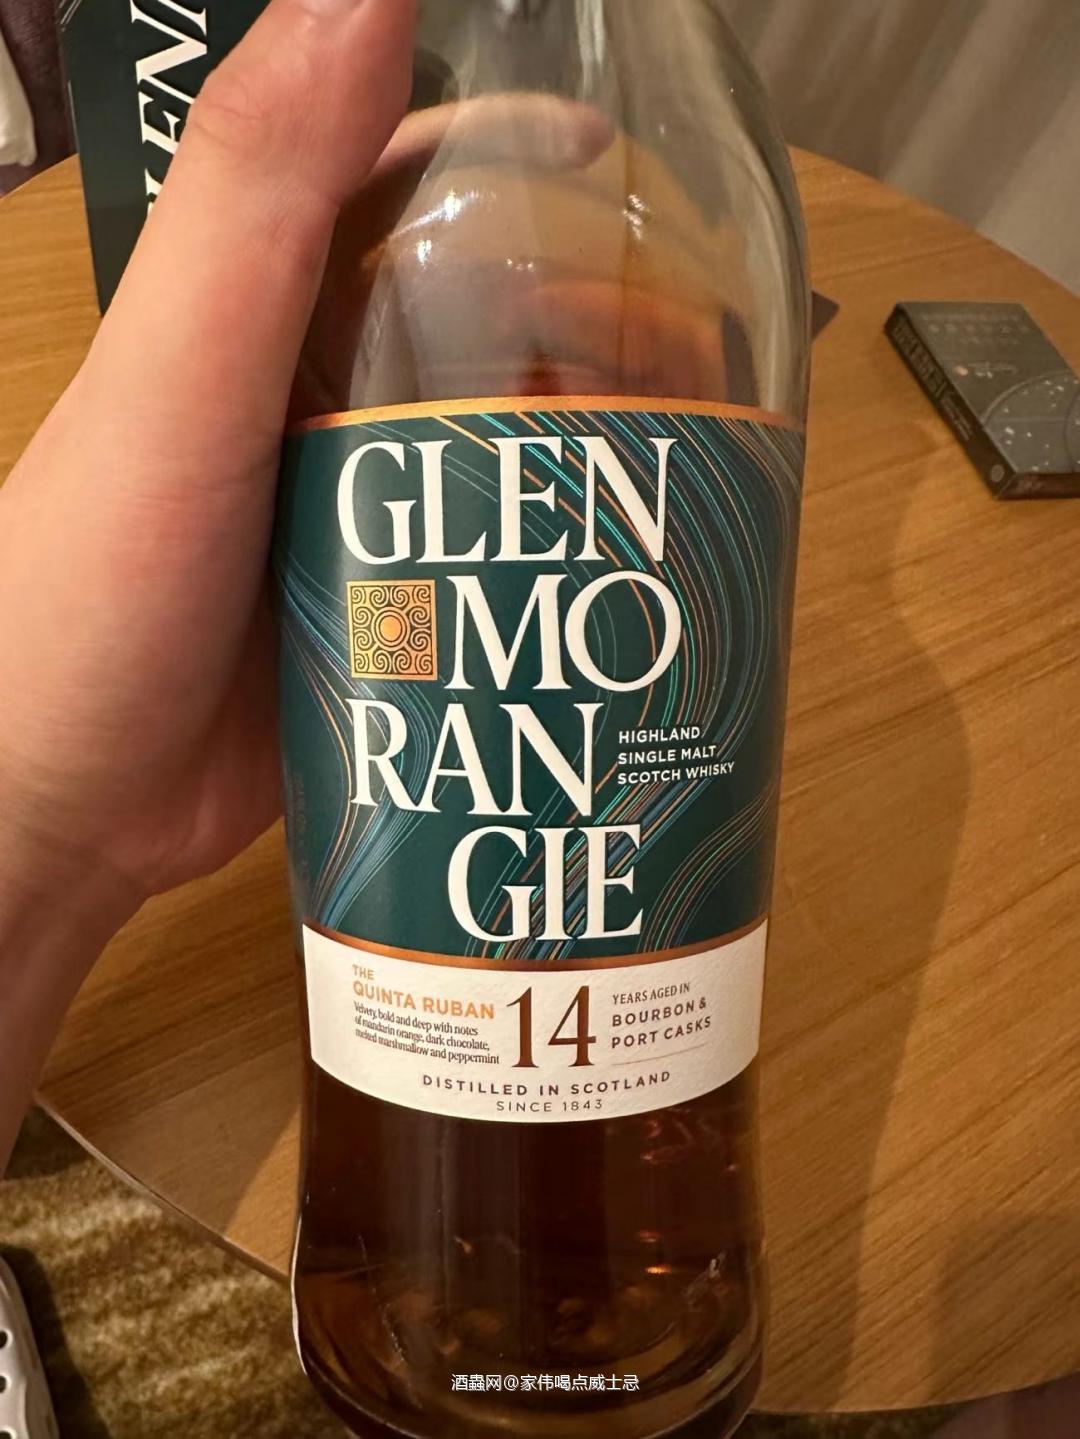 GLEN
GLEN
MO
RAN
GIE
HIGHLAND
SINGLE MALT
SCOTCH WHISKY
THE
QUINTA RUBAN
Velvety, bold and deep with notes
of mandarin orange, dark chocolate,
melted marshmallow and peppermint
14
YEARS AGED IN
BOURBON &
PORT CASKS
DISTILLED IN SCOTLAND
SINCE 1843
酒蟲网@家伟喝点威士忌